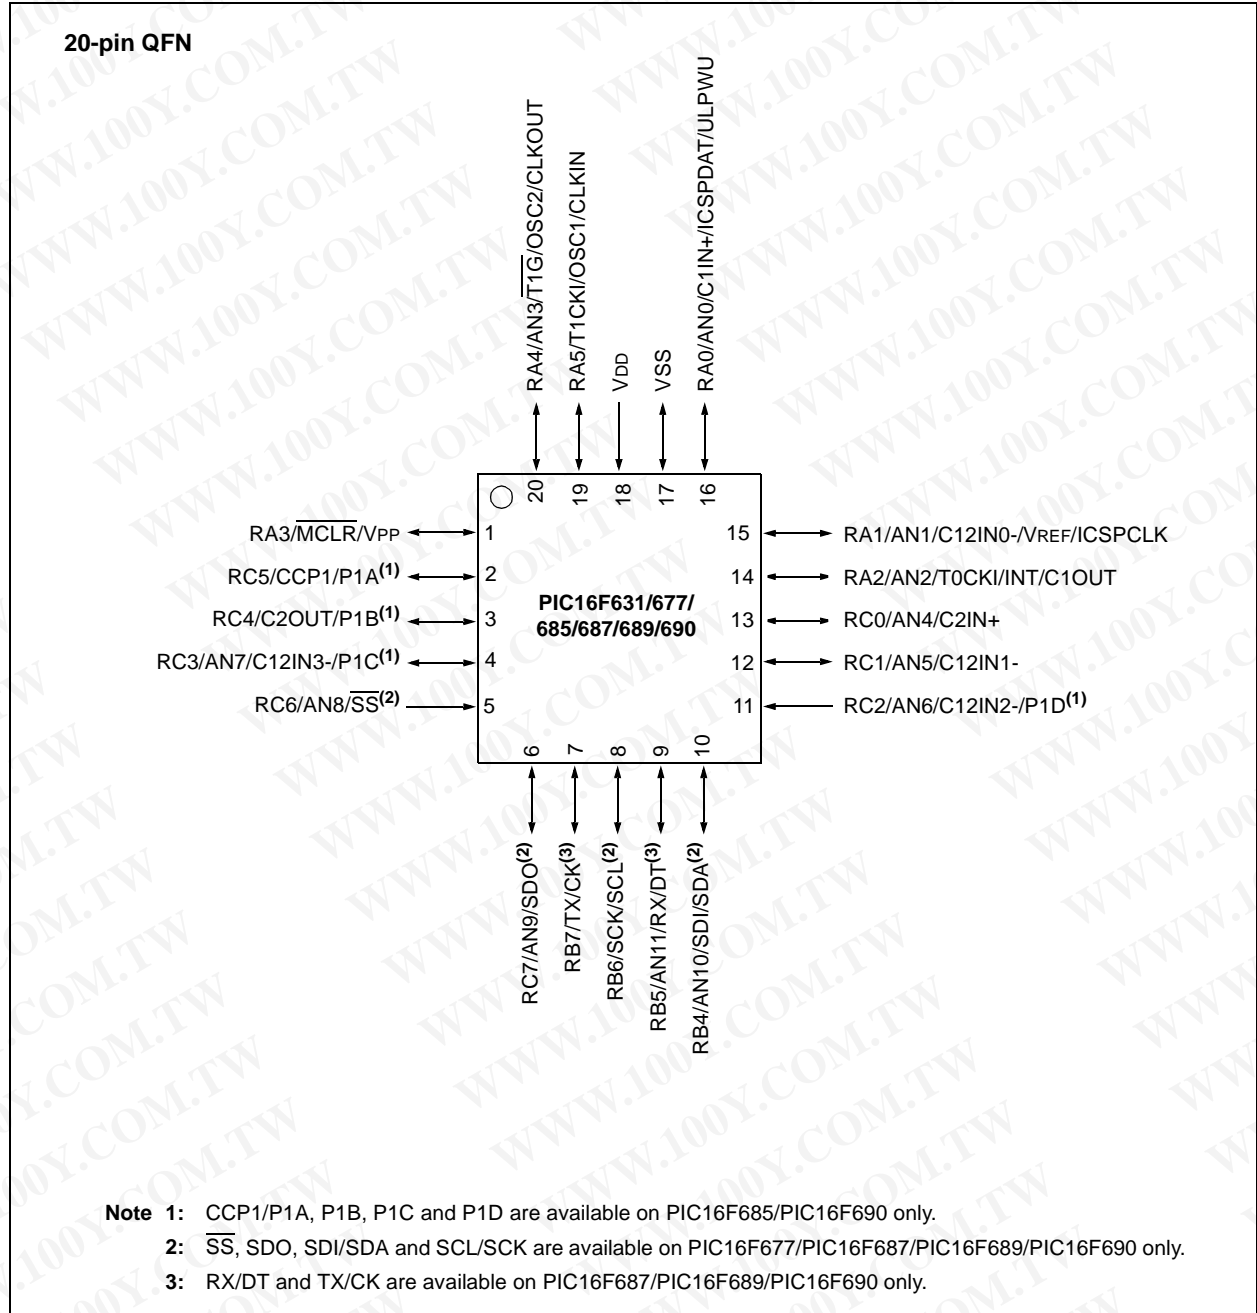 20-pin QFN
RA4/AN3/T1G/OSC2/CLKOUT
RA5/T1CKI/OSC1/CLKIN
VDD
VSS
RA0/AN0/C1IN+/ICSPDAT/ULPWU
20
19
18
17
16
RA3/MCLR/VPP
1
RC5/CCP1/P1A(1)
2
RC4/C2OUT/P1B(1)
3
RC3/AN7/C12IN3-/P1C(1)
4
RC6/AN8/SS(2)
5
PIC16F631/677/
685/687/689/690
15
RA1/AN1/C12IN0-/VREF/ICSPCLK
14
RA2/AN2/T0CKI/INT/C1OUT
13
RC0/AN4/C2IN+
12
RC1/AN5/C12IN1-
11
RC2/AN6/C12IN2-/P1D(1)
6
7
8
9
10
RC7/AN9/SDO(2)
RB7/TX/CK(3)
RB6/SCK/SCL(2)
RB5/AN11/RX/DT(3)
RB4/AN10/SDI/SDA(2)
Note 1: CCP1/P1A, P1B, P1C and P1D are available on PIC16F685/PIC16F690 only.
2: SS, SDO, SDI/SDA and SCL/SCK are available on PIC16F677/PIC16F687/PIC16F689/PIC16F690 only.
3: RX/DT and TX/CK are available on PIC16F687/PIC16F689/PIC16F690 only.
WWW.100Y.COM.TW